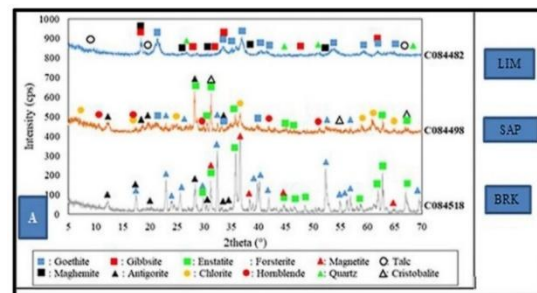 1000
900
800
700
600
500
400
300
200
100
0
Intensity (cps)
C084482
C084498
C084518
LIM
SAP
BRK
A
5 10 15 20 25 30 35 40 45 50 55 60 65 70
2theta (°)
: Goethite : Gibbsite : Enstatite : Forsterite : Magnetite : Talc
: Maghemite : Antigorite : Chlorite : Hornblende : Quartz : Cristobalite